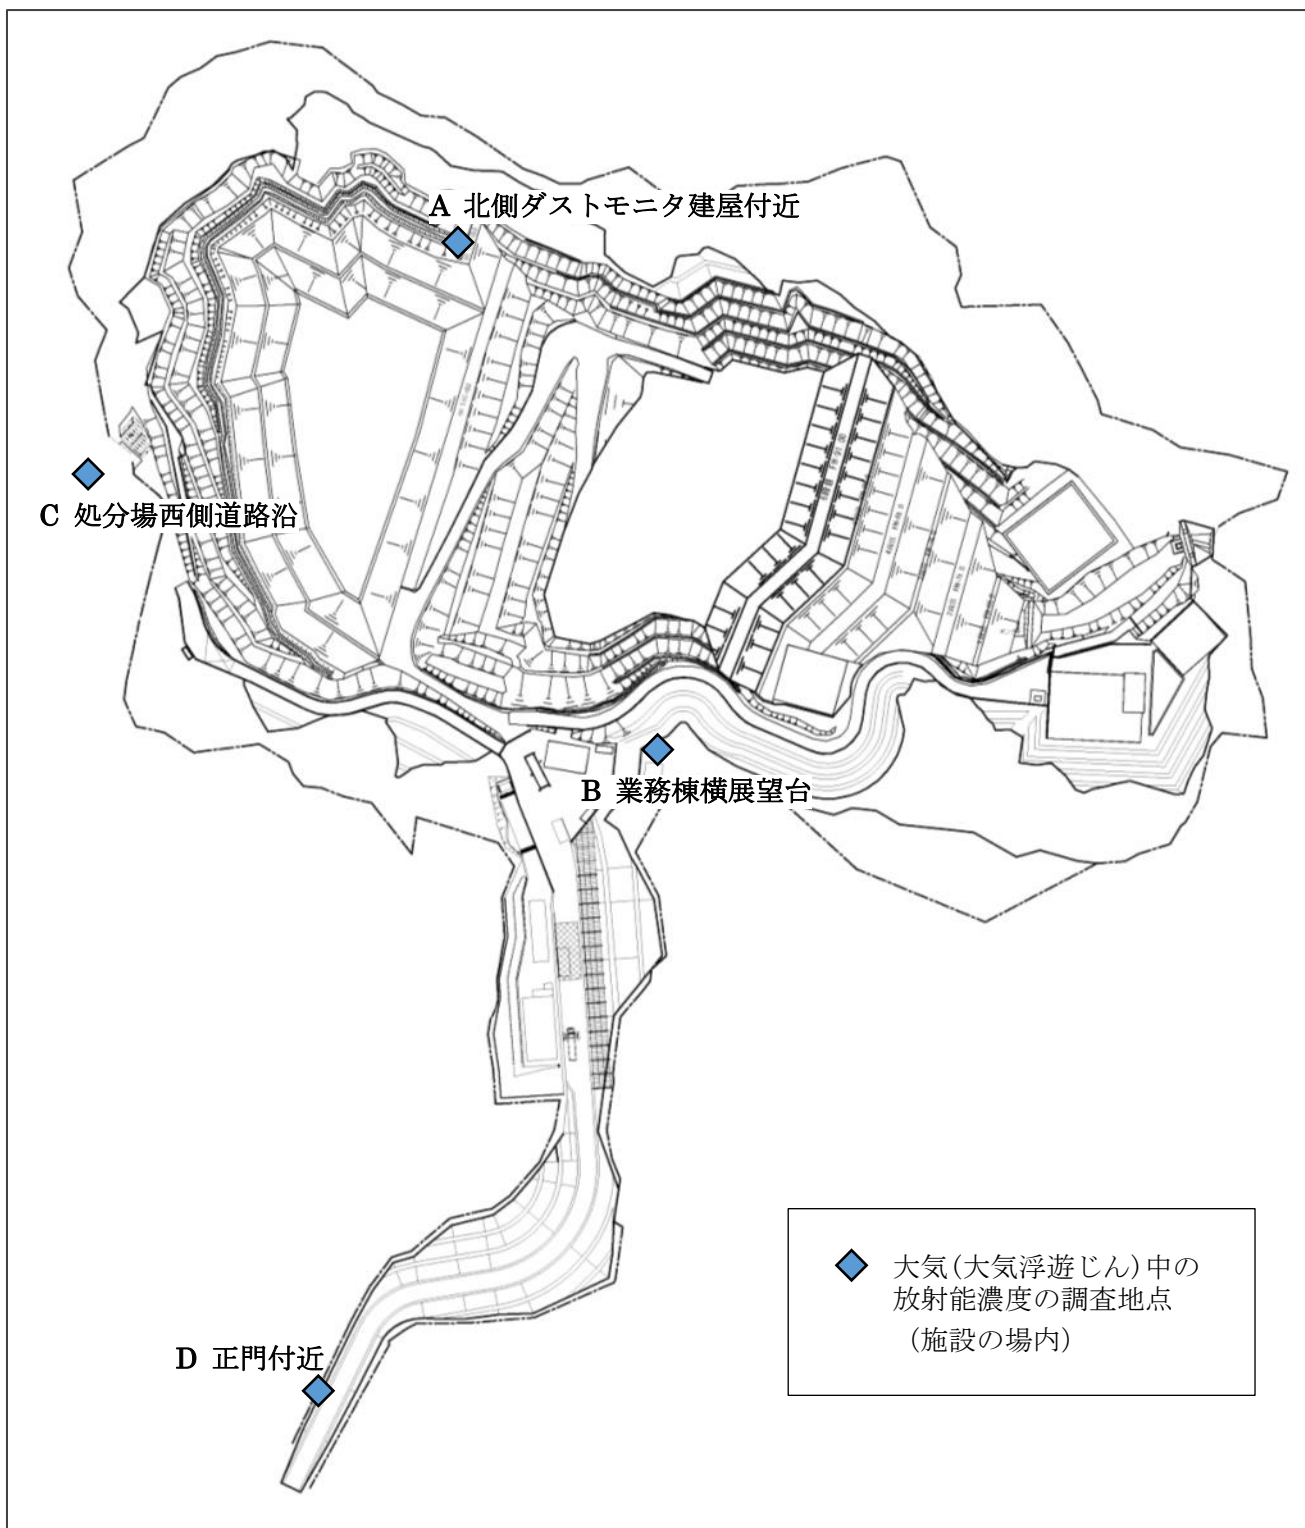 A 北側ダストモニタ建屋付近
C 処分場西側道路沿
B 業務棟横展望台
D 正門付近
大気(大気浮遊じん)中の
放射能濃度の調査地点
(施設の場内)